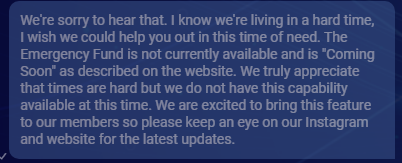 We're sorry to hear that. I know we're living in a hard time,
I wish we could help you out in this time of need. The
Emergency Fund is not currently available and is "Coming
Soon" as described on the website. We truly appreciate
that times are hard but we do not have this capability
available at this time. We are excited to bring this feature
to our members so please keep an eye on our Instagram
and website for the latest updates.